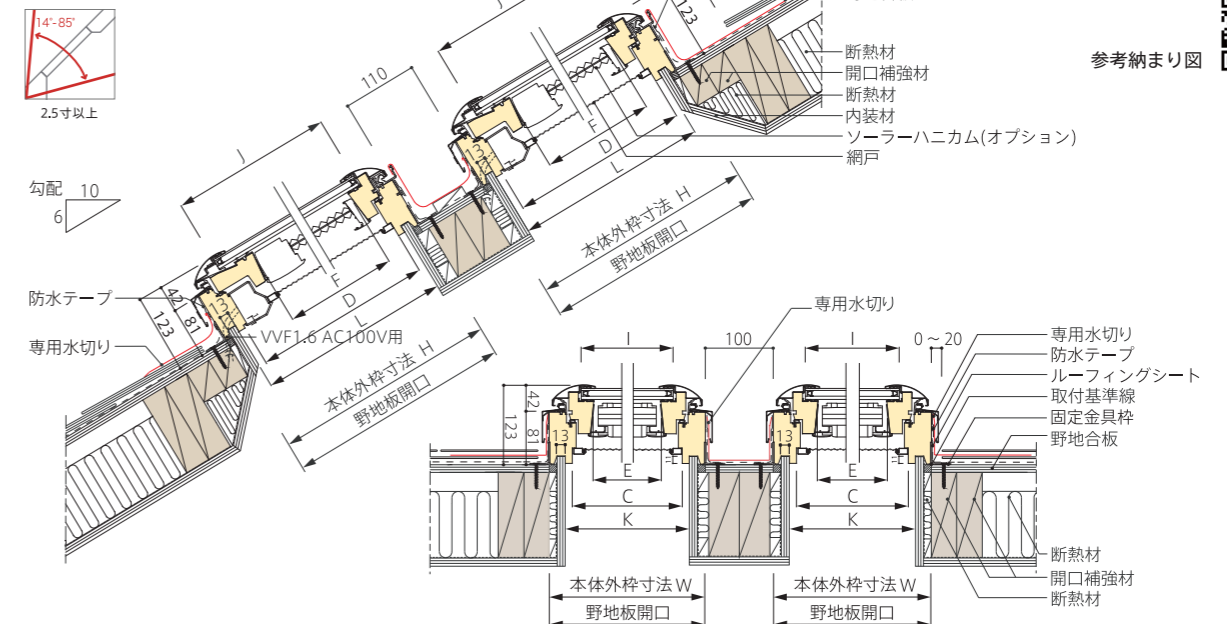 14°-85°
2.5寸以上
参考納まり図
勾配
10
6
J
110
123
断熱材
開口補強材
断熱材
内装材
ソーラーハニカム(オプション)
網戸
13
F
D
L
本体外枠寸法 H
野地板開口
J
防水テープ
専用水切り
42
81
123
13
VVF1.6 AC100V用
F
D
L
本体外枠寸法 H
野地板開口
専用水切り
I
100
I
0～20
専用水切り
防水テープ
ルーフィングシート
取付基準線
固定金具枠
野地合板
123
42
81
13
13
11
11
E
C
K
E
C
K
断熱材
開口補強材
断熱材
本体外枠寸法 W
野地板開口
本体外枠寸法 W
野地板開口